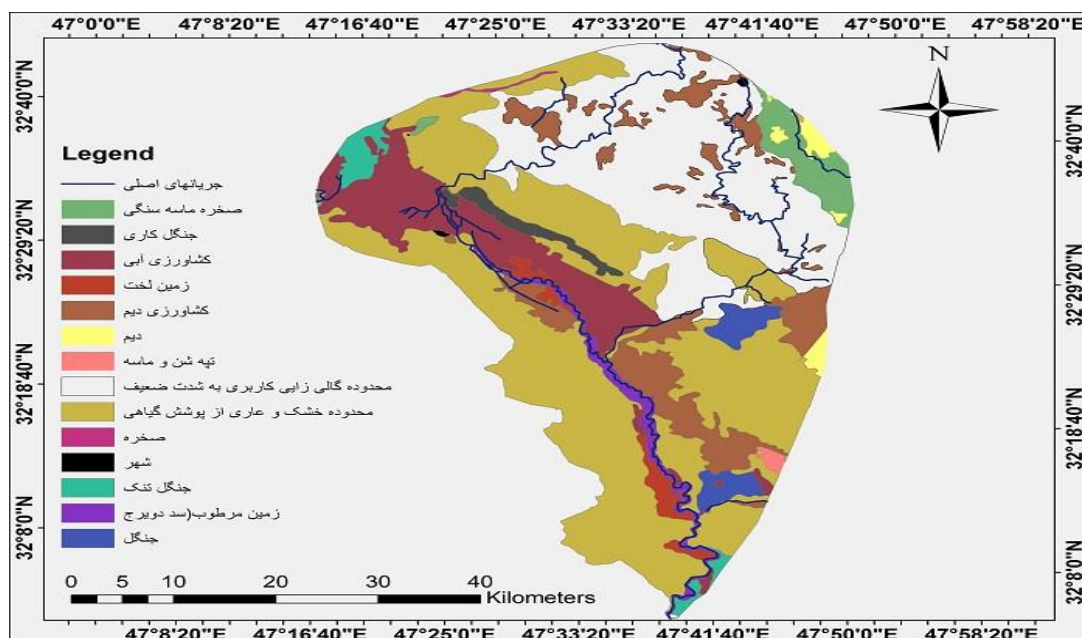 47°0'0"E 47°8'20"E 47°16'40"E 47°25'0"E 47°33'20"E 47°41'40"E 47°50'0"E 47°58'20"E
N
32°40'0"N
32°40'0"N
Legend
جریانهای اصلی
صخره ماسه سنگی
جنگل کاری
32°29'20"N
کشاورزی آبی
زمین لخت
32°29'20"N
کشاورزی دیم
دیم
تپه شن و ماسه
محدوده گالی زایی کاربری به شدت ضعیف
32°18'40"N
محدوده خشک و عاری از پوشش گیاهی
32°18'40"N
صخره
شهر
جنگل تنک
زمین مرطوب(سد دویرج
32°8'0"N
جنگل
32°8'0"N
0 5 10 20 30 40
Kilometers
47°8'20"E 47°16'40"E 47°25'0"E 47°33'20"E 47°41'40"E 47°50'0"E 47°58'20"E